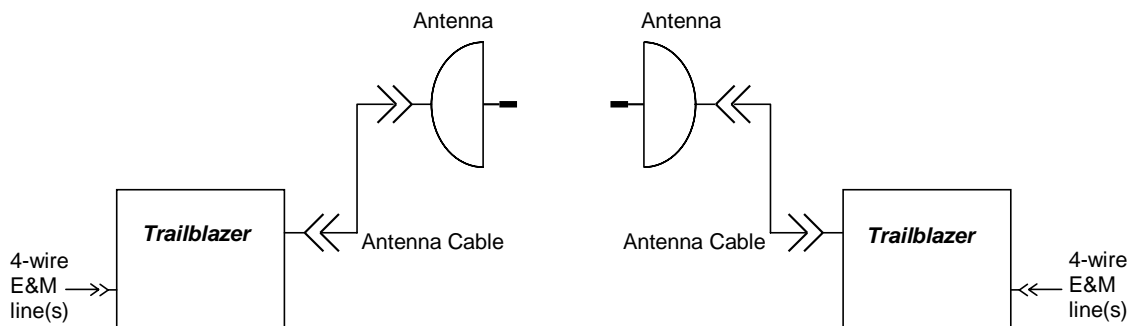 Antenna
Antenna
Trailblazer
Antenna Cable
Antenna Cable
Trailblazer
4-wire
E&M
line(s)
4-wire
E&M
line(s)